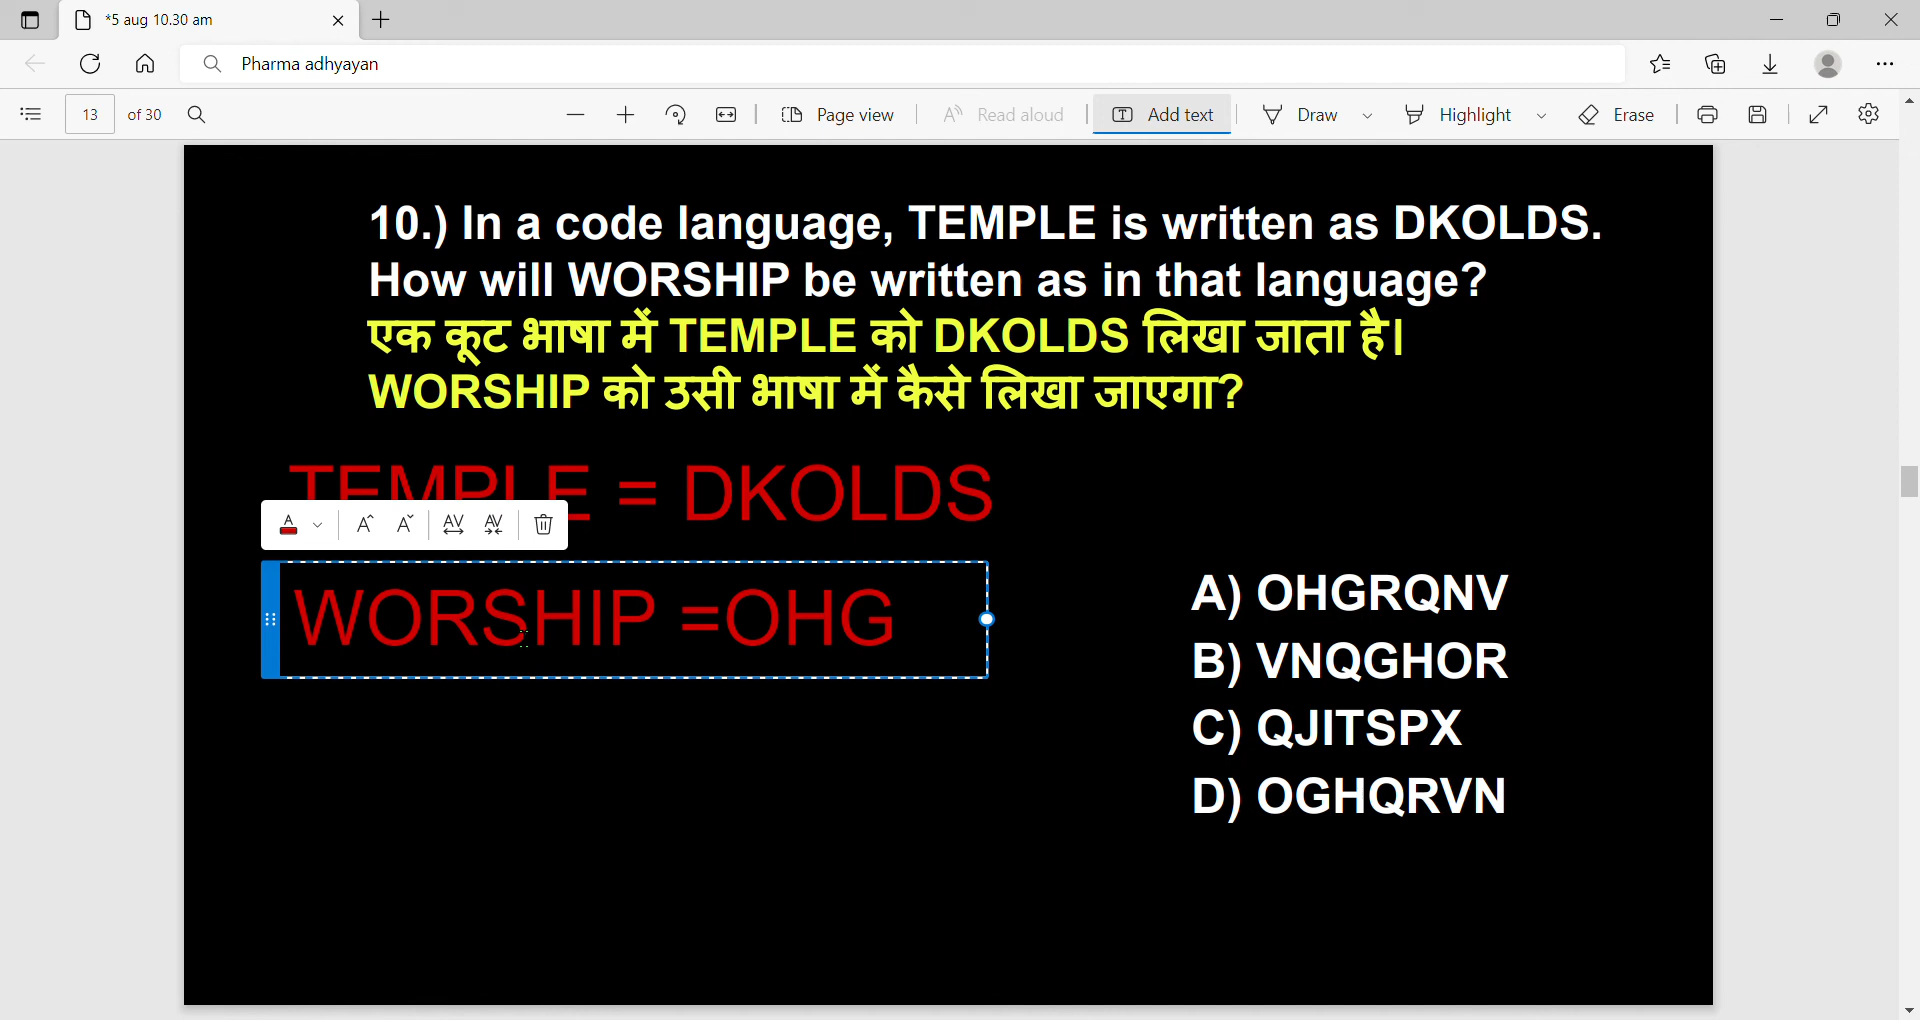 *5 aug 10.30 am
Pharma adhyayan
13 of 30 Page view Read aloud Add text Draw Highlight Erase
10.) In a code language, TEMPLE is written as DKOLDS.
How will WORSHIP be written as in that language?
एक कूट भाषा में TEMPLE को DKOLDS लिखा जाता है।
WORSHIP को उसी भाषा में कैसे लिखा जाएगा?
TEMPLE = DKOLDS
WORSHIP =OHG
A) OHGRQNV
B) VNQGHOR
C) QJITSPX
D) OGHQRVN